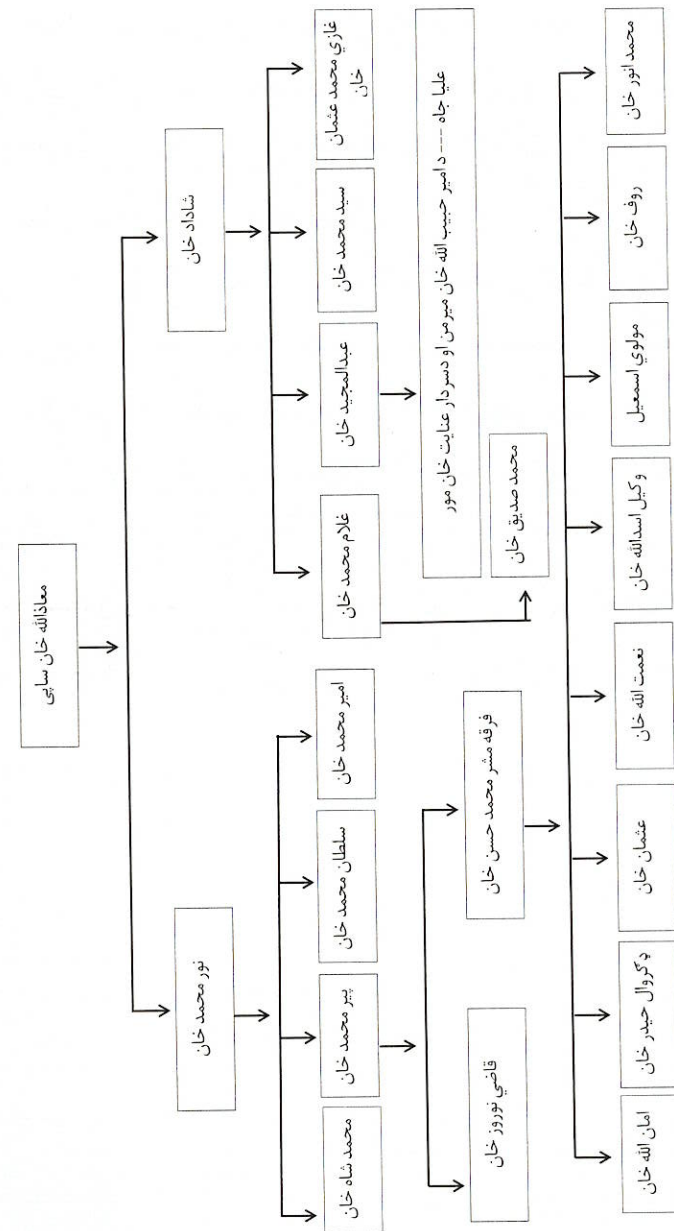 معاذالله خان ساپی
شاداد خان
نور محمد خان
غازي محمد عثمان
خان
سید محمد خان
عبدالمجید خان
غلام محمد خان
امیر محمد خان
سلطان محمد خان
پیر محمد خان
محمد شاه خان
علیا جاه ---- د امیر حبیب الله خان میرمن او دسردار عنایت خان مور
محمد صدیق خان
فرقه مشر محمد حسن خان
قاضي نوروز خان
محمد انور خان
روف خان
مولوي اسمعیل
وکیل اسدالله خان
نعمت الله خان
عثمان خان
ډگروال حیدر خان
امان الله خان